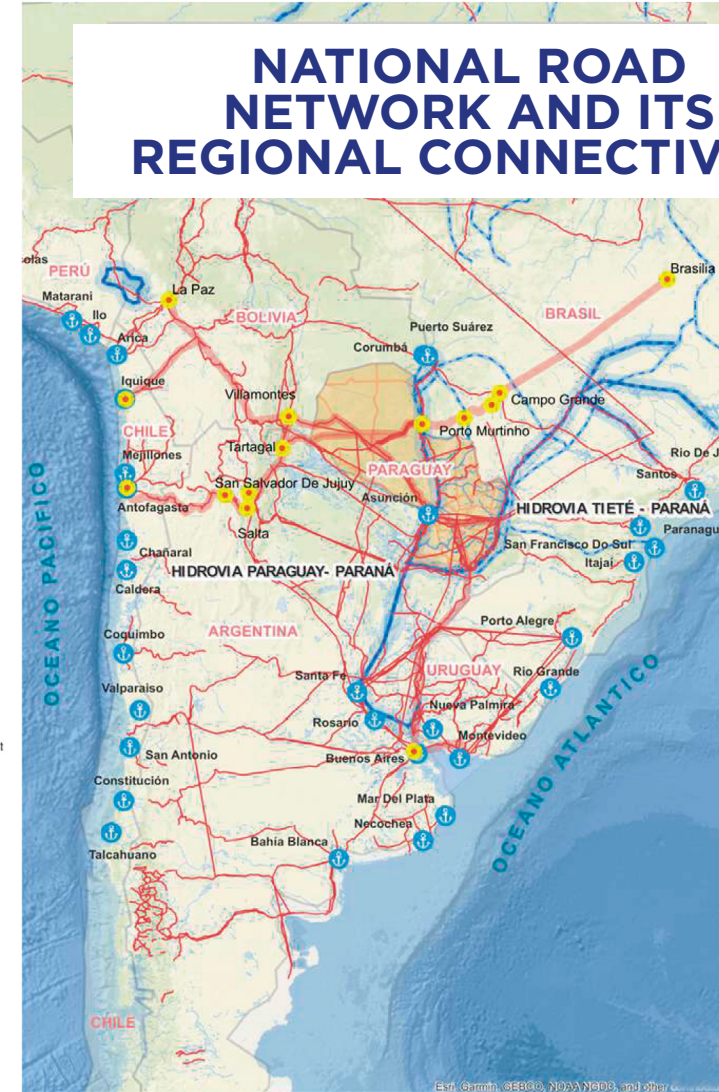 NATIONAL ROAD
NETWORK AND ITS
REGIONAL CONNECTIV
olas
PERÚ
Matarani
Ilo
Arica
La Paz
BOLIVIA
BRASIL
Brasilia
Puerto Suárez
Corumbá
Iquique
Villamontes
Campo Grande
CHILE
Porto Murtinho
Mejillones
Tartagal
PARAGUAY
Rio De J
San Salvador De Jujuy
Asunción
Santos
Antofagasta
HIDROVIA TIETÉ - PARANÁ
Salta
Paranagu
Chañaral
San Francisco Do Sul
HIDROVIA PARAGUAY- PARANÁ
Itajaí
Caldera
OCEANO PACIFICO
Coquimbo
ARGENTINA
Porto Alegre
Santa Fe
URUGUAY
Rio Grande
Valparaiso
Nueva Palmira
Rosario
Montevideo
t
San Antonio
Buenos Aires
OCEANO ATLANTICO
Constitución
Mar Del Plata
Necochea
Talcahuano
Bahía Blanca
CHILE
Esri, Garmin, GEBCO, NOAA NGDC, and other